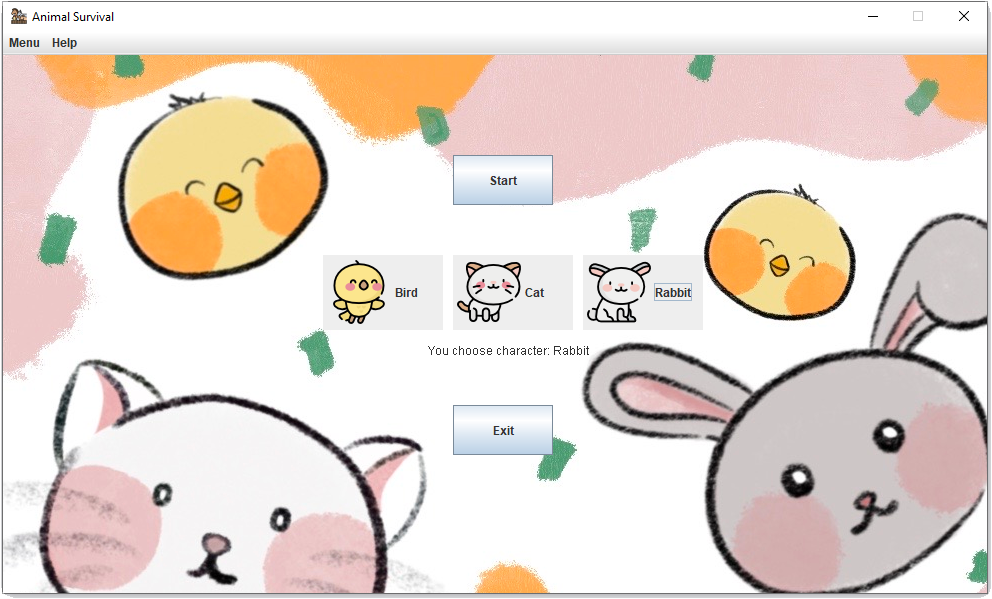 Animal Survival
Menu Help
Start
Bird Cat Rabbit
You choose character: Rabbit
Exit